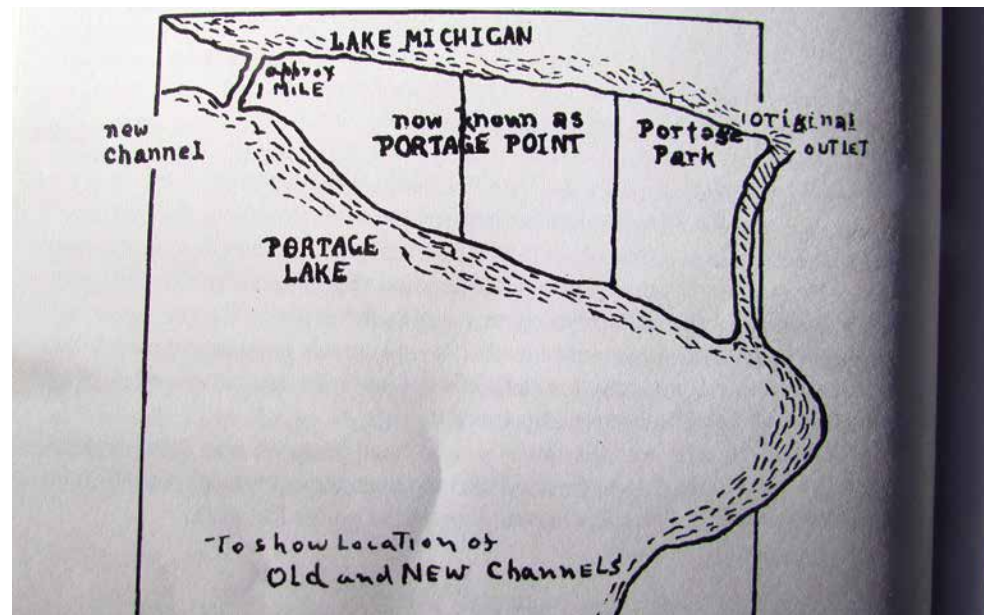 LAKE MICHIGAN
approx
1 MILE
new
Channel
now known as
PORTAGE POINT
Portage
Park
Original
OUTLET
PORTAGE
LAKE
To show Location of
Old and NEW Channels